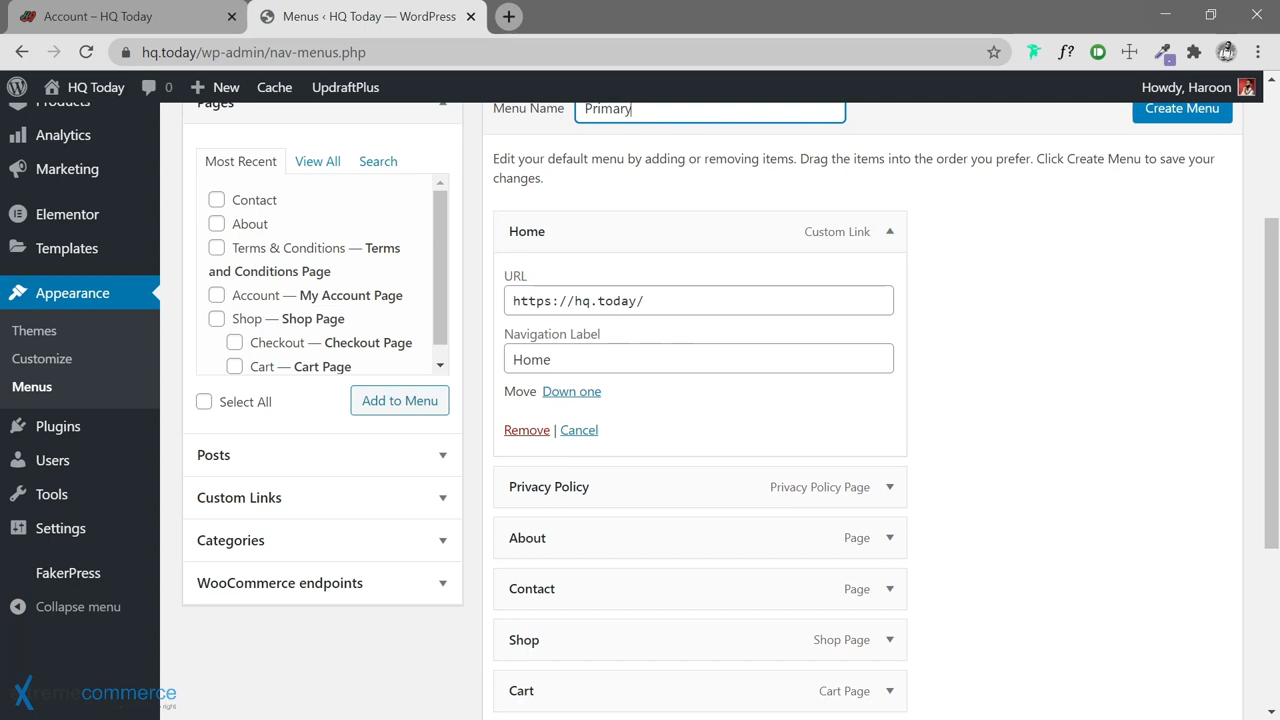 Account – HQ Today
Menus ‹ HQ Today — WordPress
hq.today/wp-admin/nav-menus.php
f?
HQ Today
0
New
Cache
UpdraftPlus
Howdy, Haroon
Products
Analytics
Marketing
Elementor
Templates
Appearance
Themes
Customize
Menus
Plugins
Users
Tools
Settings
FakerPress
Collapse menu
Pages
Most Recent
View All
Search
Contact
About
Terms & Conditions — Terms
and Conditions Page
Account — My Account Page
Shop — Shop Page
Checkout — Checkout Page
Cart — Cart Page
Select All
Add to Menu
Posts
Custom Links
Categories
WooCommerce endpoints
Menu Name
Primary
Create Menu
Edit your default menu by adding or removing items. Drag the items into the order you prefer. Click Create Menu to save your
changes.
Home
Custom Link
URL
https://hq.today/
Navigation Label
Home
Move Down one
Remove | Cancel
Privacy Policy
Privacy Policy Page
About
Page
Contact
Page
Shop
Shop Page
Cart
Cart Page
xtremecommerce